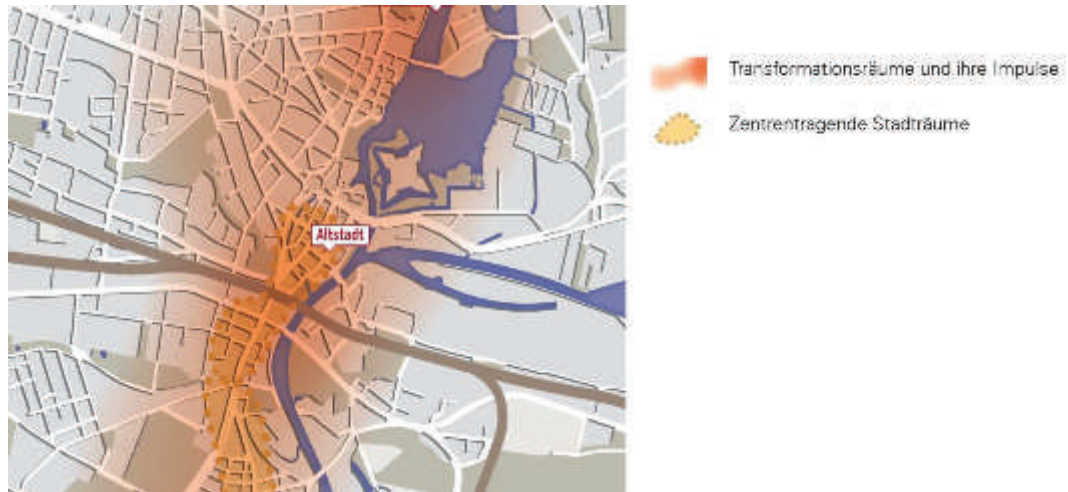 Transformationsräume und ihre Impulse
Zentrentragende Stadträume
Altstadt